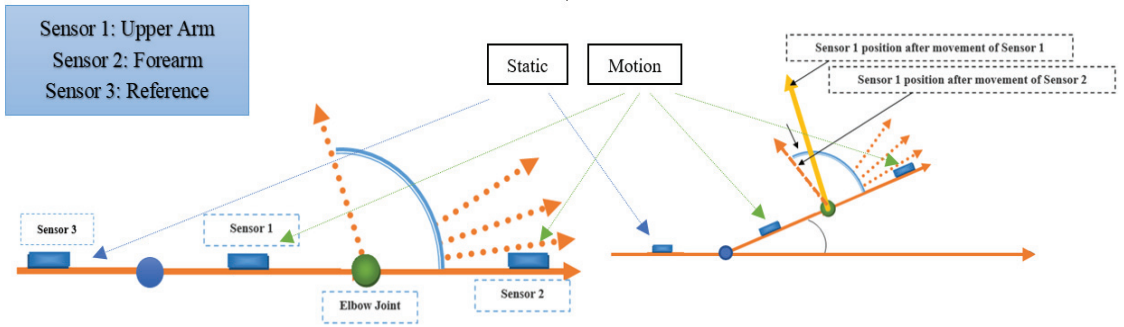 Sensor 1: Upper Arm
Sensor 2: Forearm
Sensor 3: Reference
Static
Motion
Sensor 1 position after movement of Sensor 1
Sensor 1 position after movement of Sensor 2
Sensor 3
Sensor 1
Elbow Joint
Sensor 2